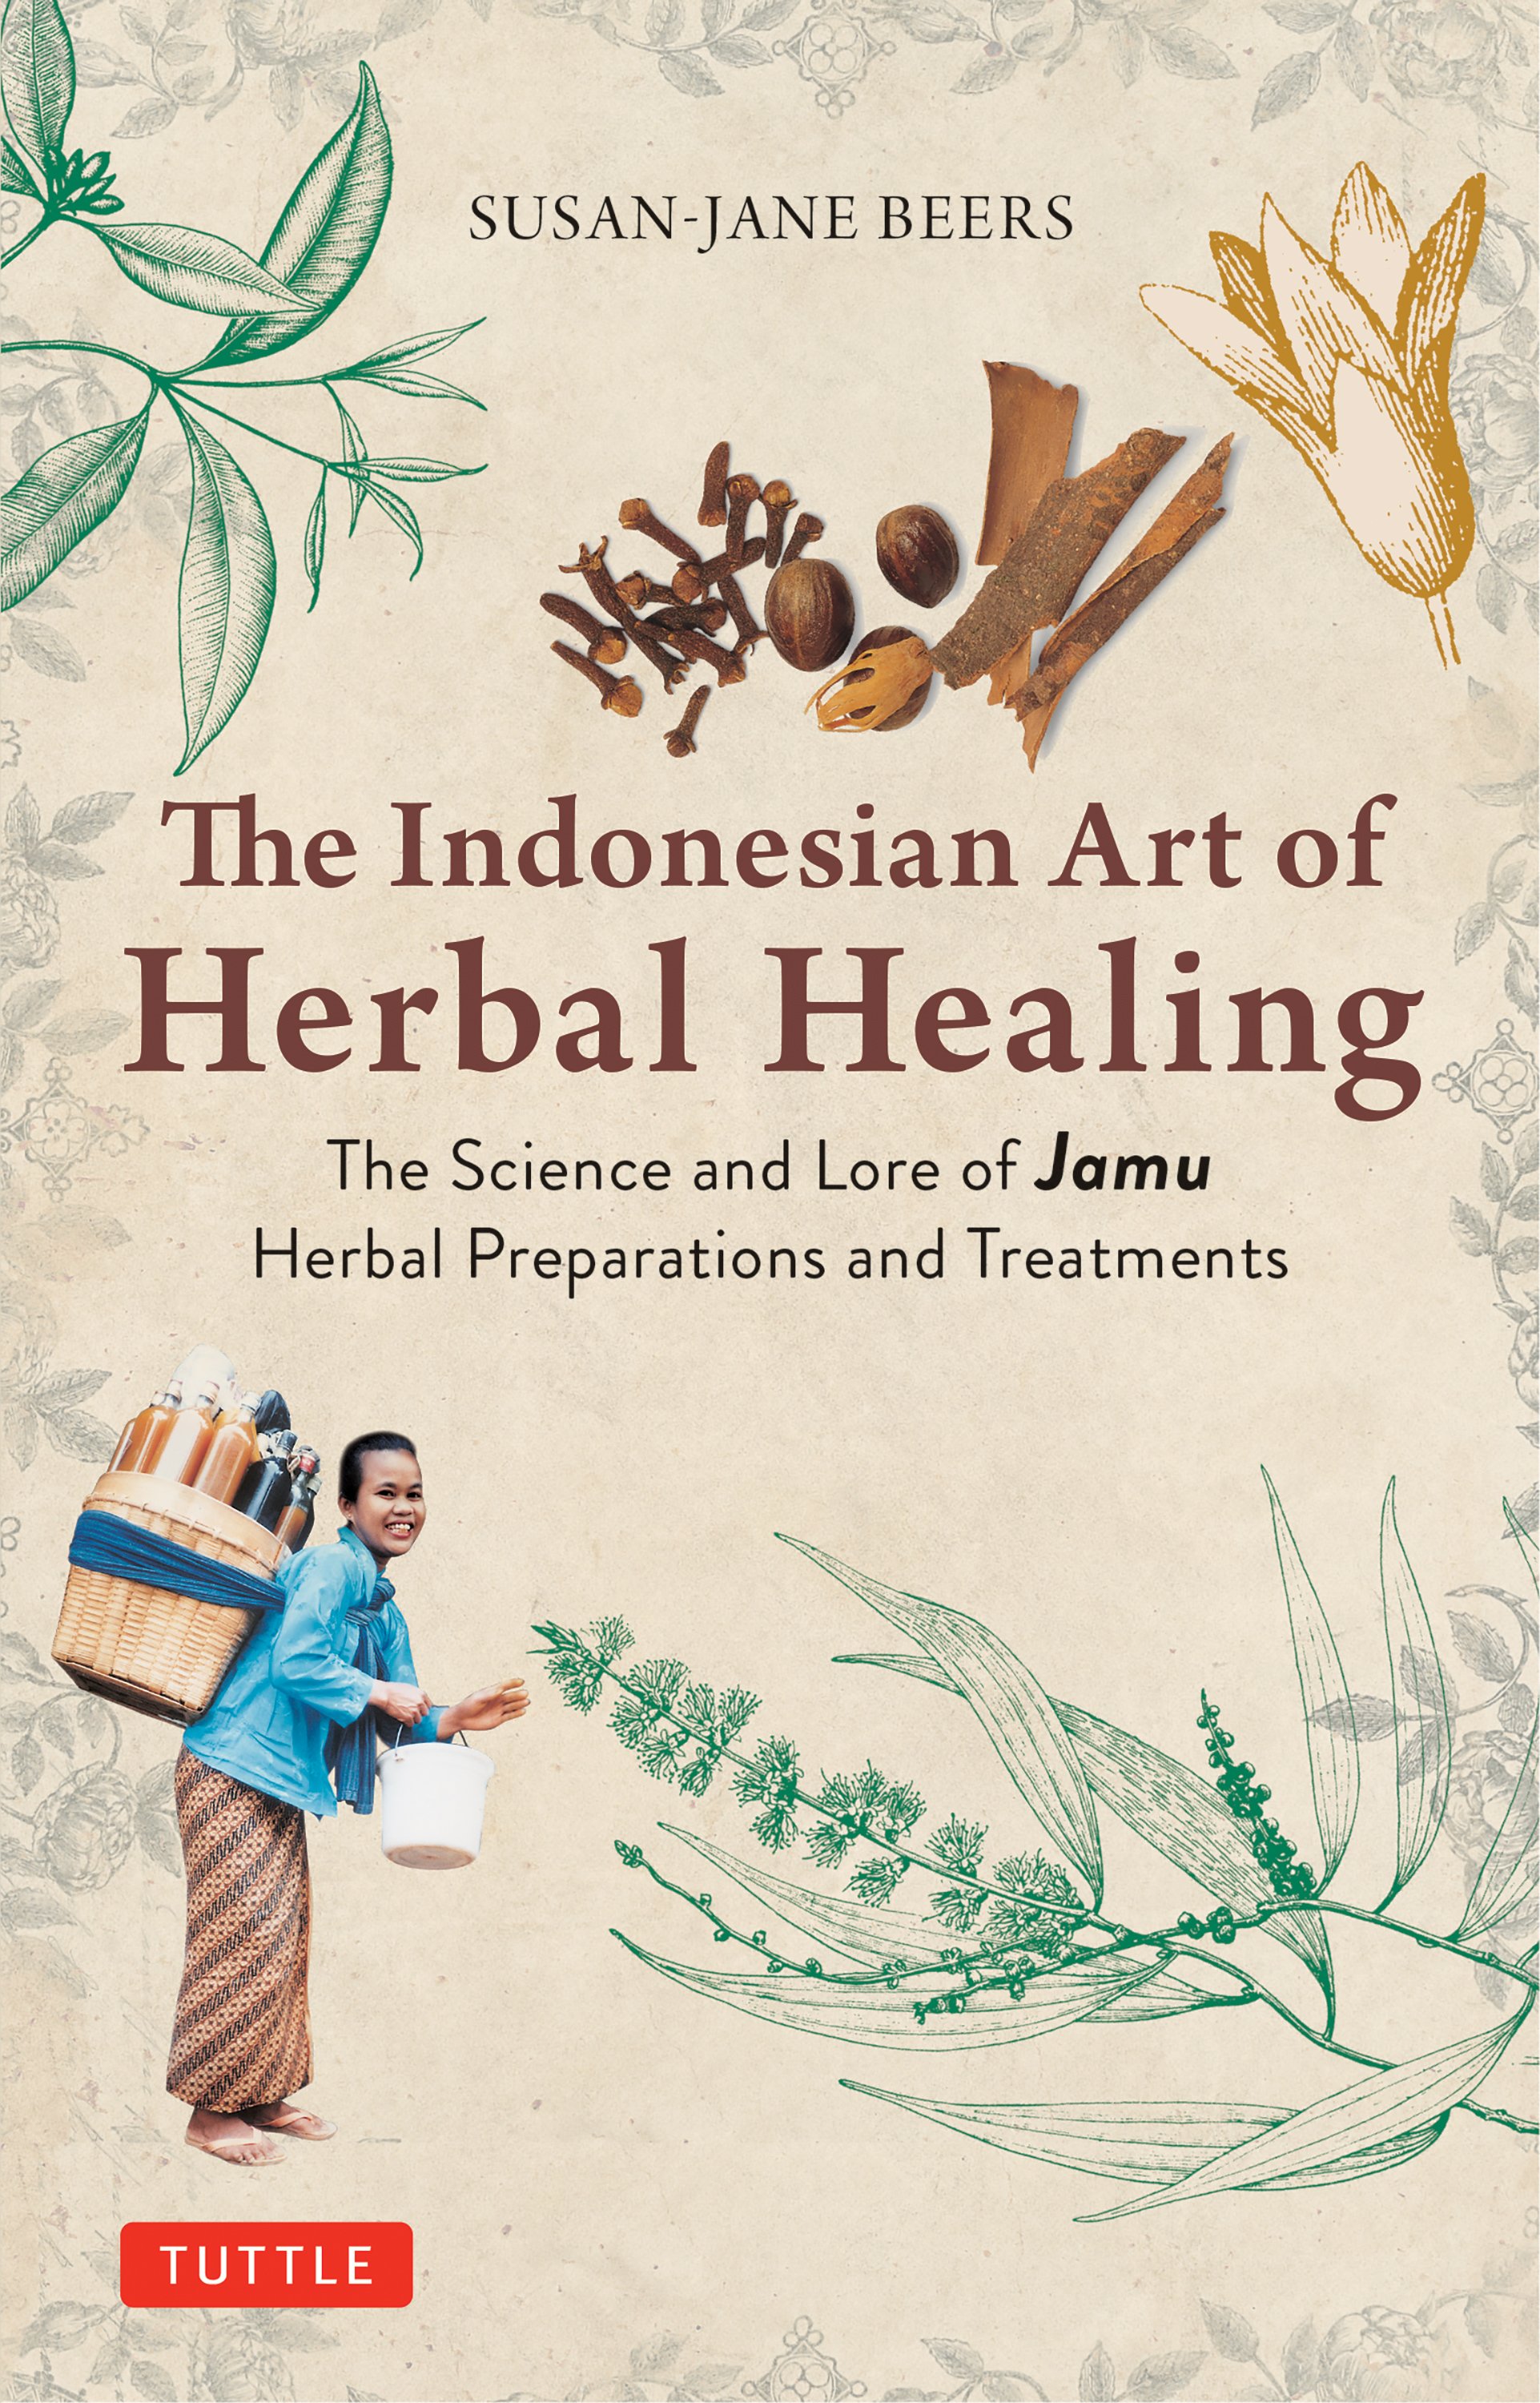 SUSAN-JANE BEERS
The Indonesian Art of
Herbal Healing
The Science and Lore of Jamu
Herbal Preparations and Treatments
TUTTLE